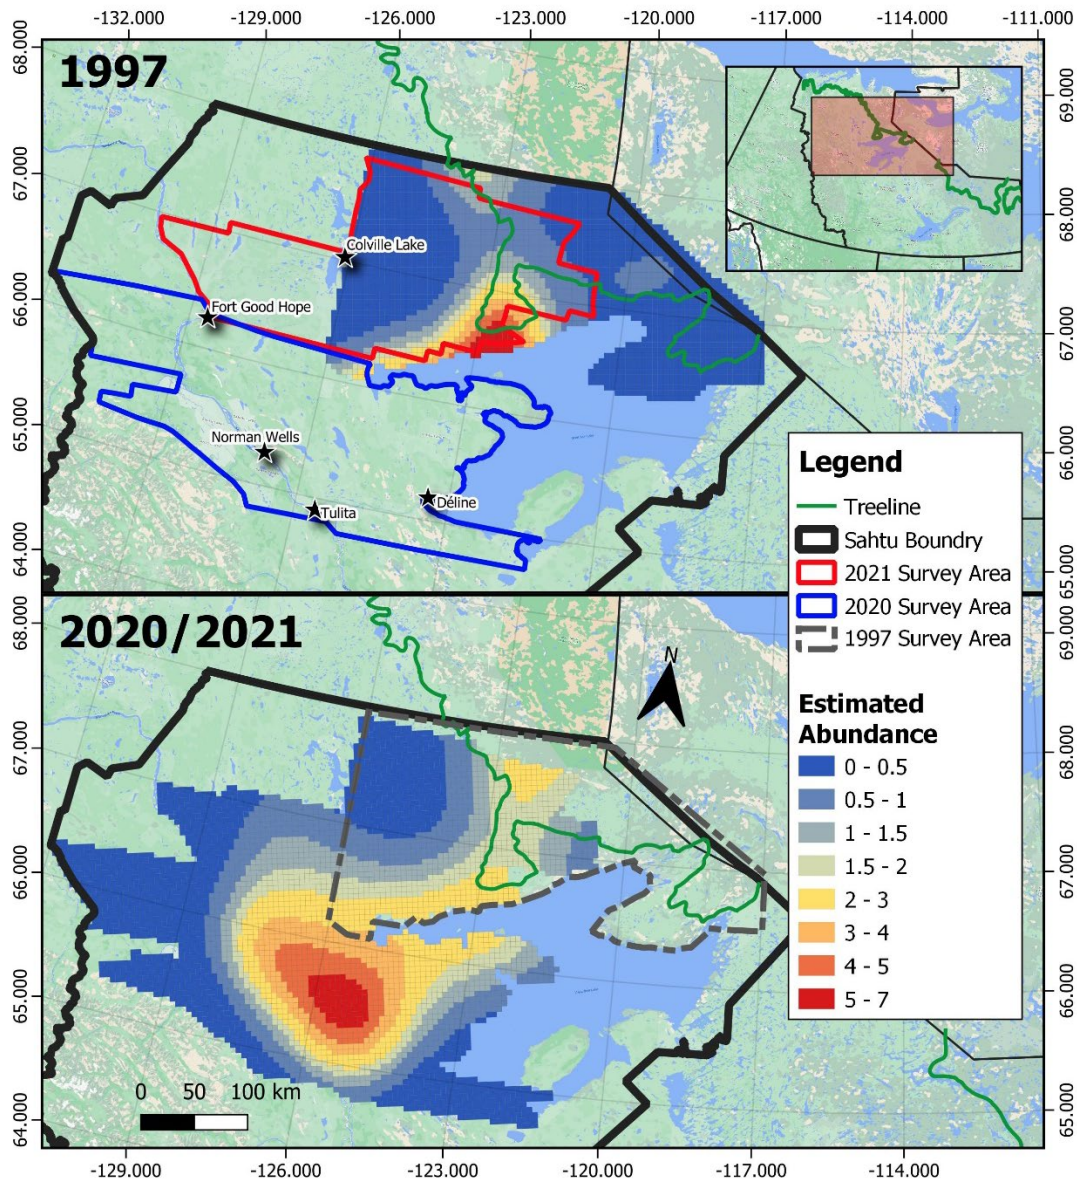 -132.000
-129.000
-126.000
-123.000
-120.000
-117.000
-114.000
-111.000
68.000
67.000
66.000
65.000
64.000
69.000
68.000
67.000
66.000
65.000
1997
Colville Lake
Fort Good Hope
Norman Wells
Tulita
Déline
Legend
Treeline
Sahtu Boundry
2021 Survey Area
2020 Survey Area
1997 Survey Area
Estimated
Abundance
0 - 0.5
0.5 - 1
1 - 1.5
1.5 - 2
2 - 3
3 - 4
4 - 5
5 - 7
2020/2021
N
68.000
67.000
66.000
65.000
64.000
69.000
68.000
67.000
66.000
65.000
0 50 100 km
-129.000
-126.000
-123.000
-120.000
-117.000
-114.000